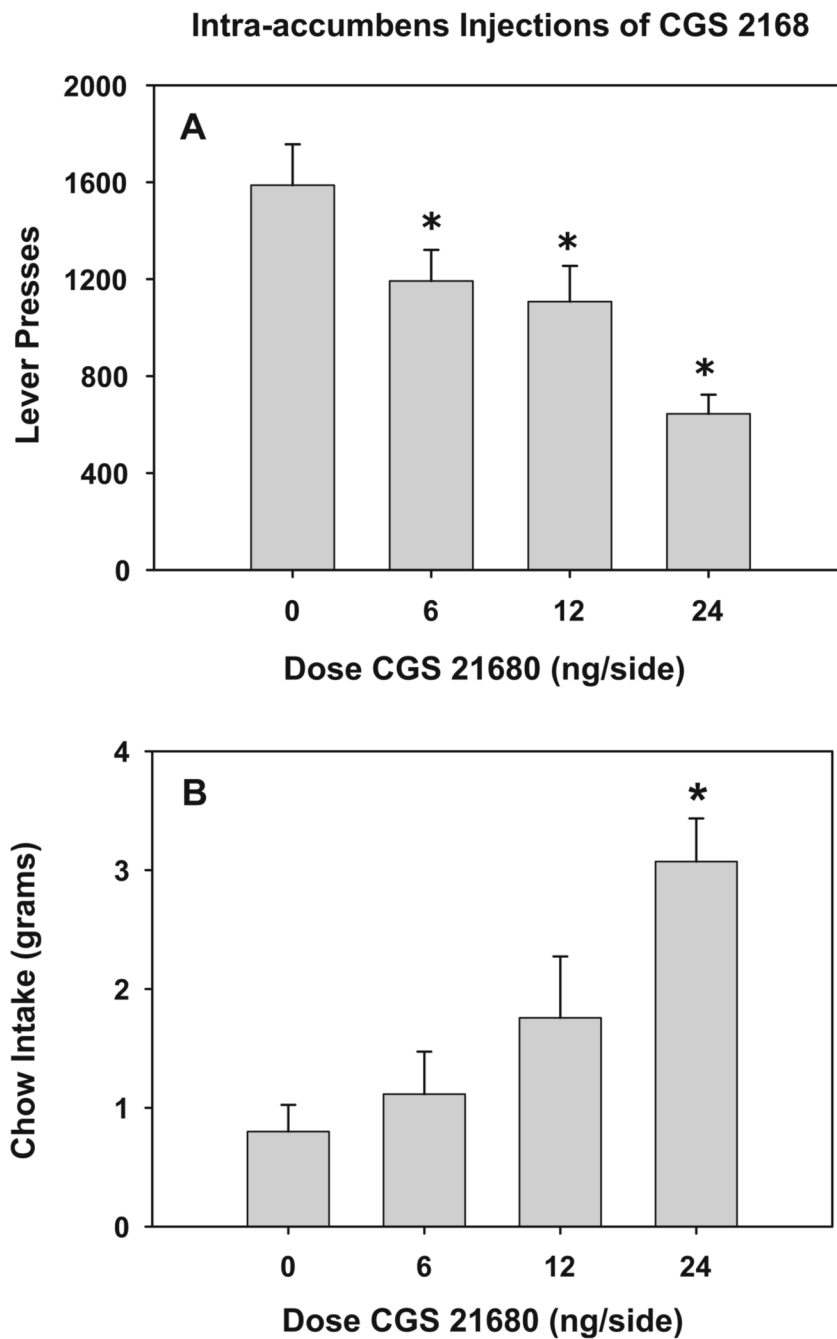 Intra-accumbens Injections of CGS 2168
A
Lever Presses
2000
1600
1200
800
400
0
*
*
*
0 6 12 24
Dose CGS 21680 (ng/side)
B
Chow Intake (grams)
4
3
2
1
0
*
0 6 12 24
Dose CGS 21680 (ng/side)